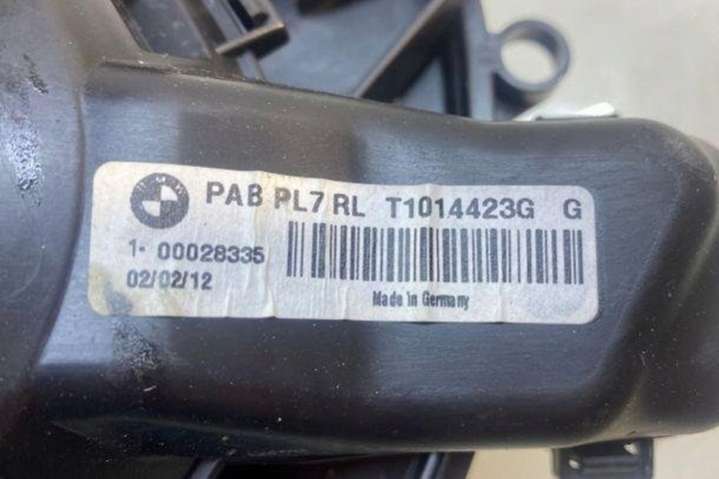 PAB PL7 RL T1014423G G
1- 00028335
02/02/12
Made in Germany